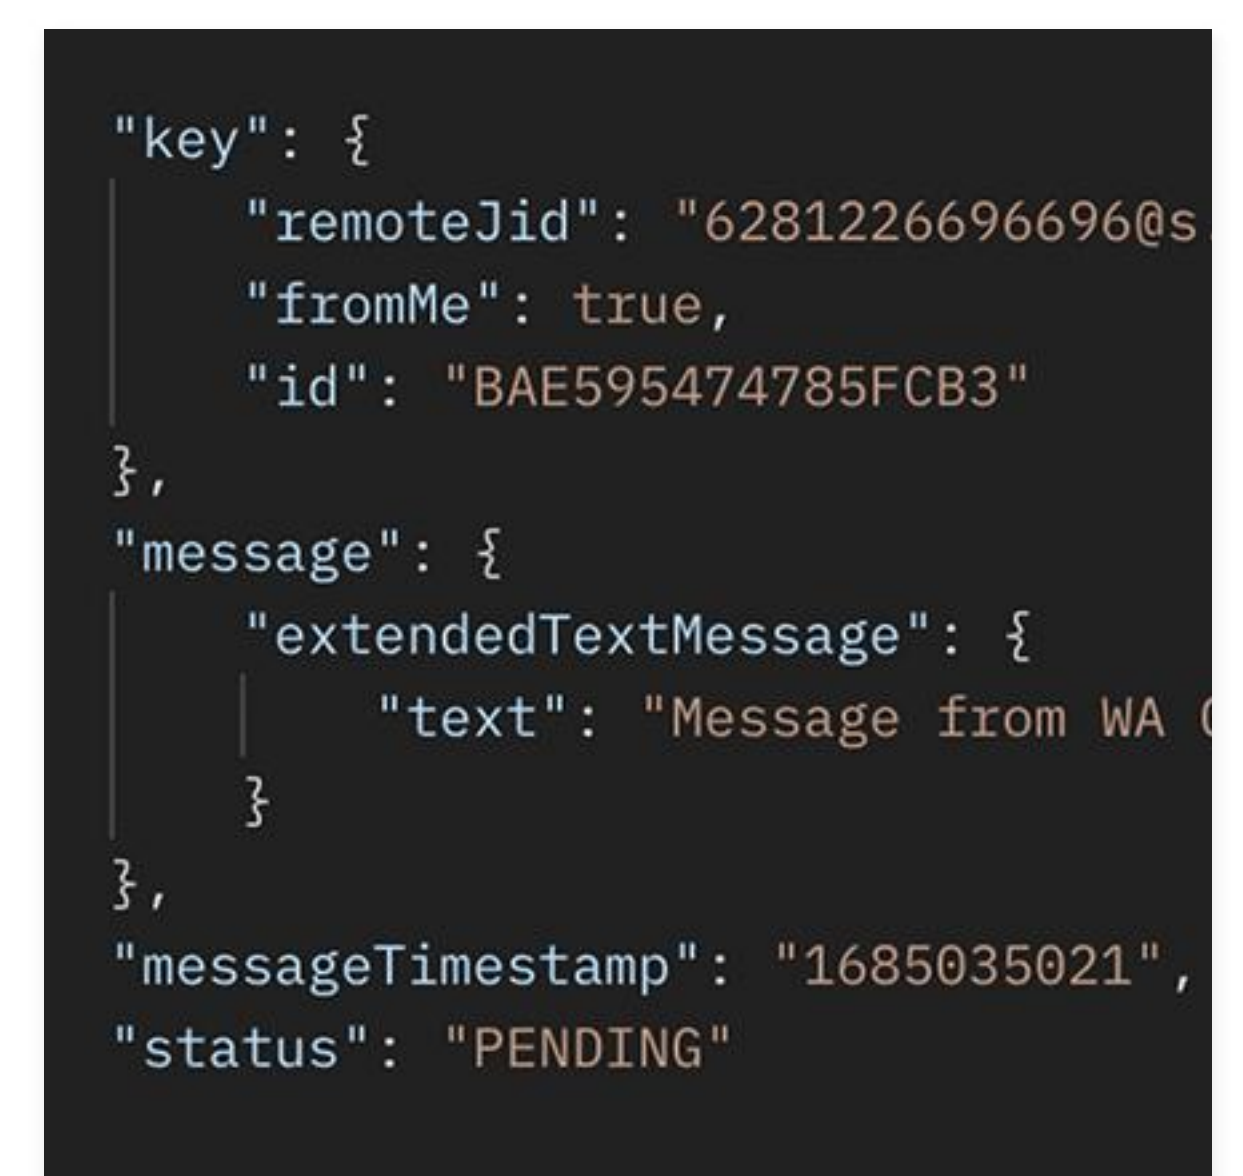 "key": {
"remoteJid": "6281226696696@s.
"fromMe": true,
"id": "BAE595474785FCB3"
},
"message": {
"extendedTextMessage": {
"text": "Message from WA
}
},
"messageTimestamp": "1685035021",
"status": "PENDING"